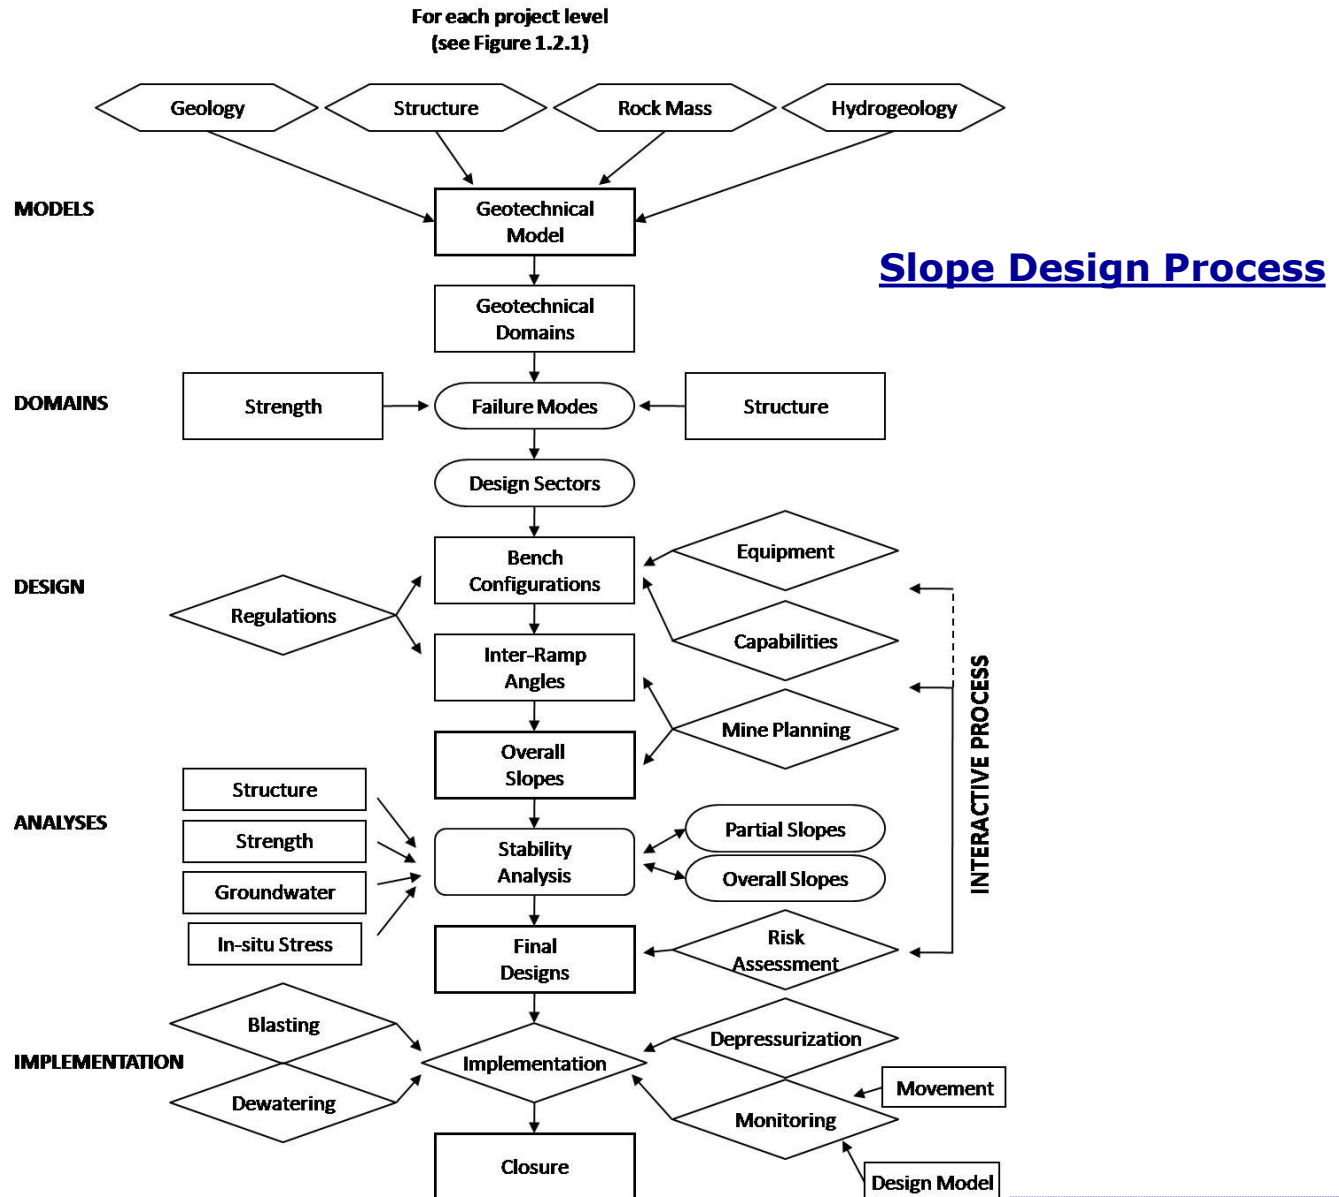 For each project level
(see Figure 1.2.1)
Geology
Structure
Rock Mass
Hydrogeology
MODELS
Geotechnical
Model
Slope Design Process
Geotechnical
Domains
DOMAINS
Strength
Failure Modes
Structure
Design Sectors
DESIGN
Bench
Configurations
Equipment
Regulations
Capabilities
Inter-Ramp
Angles
Mine Planning
INTERACTIVE PROCESS
Overall
Slopes
ANALYSES
Structure
Strength
Groundwater
In-situ Stress
Stability
Analysis
Partial Slopes
Overall Slopes
Final
Designs
Risk
Assessment
IMPLEMENTATION
Blasting
Dewatering
Implementation
Depressurization
Monitoring
Movement
Design Model
Closure